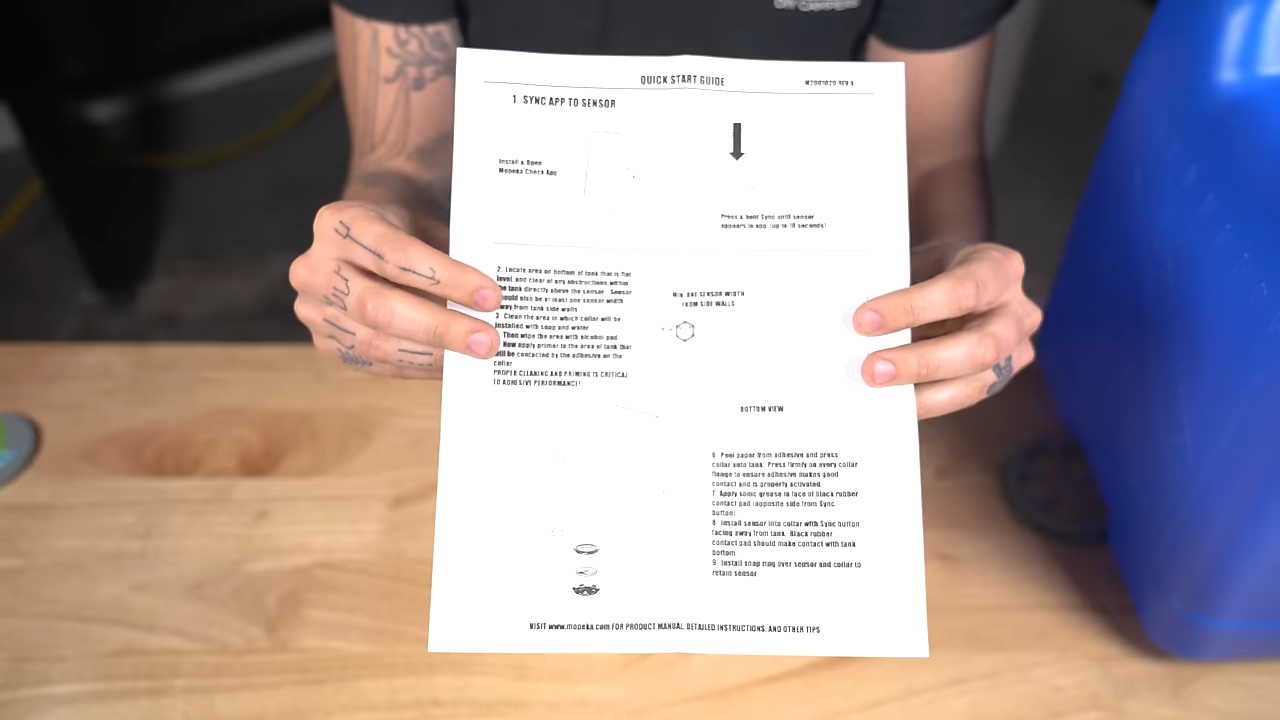 QUICK START GUIDE
1. SYNC APP TO SENSOR
Install & Open
Mopeka Check App
Press & hold Sync until sensor
appears in app. (up to 10 seconds)
2. Locate area on bottom of tank that is flat
level, and clear of any obstructions within
the tank directly above the sensor. Sensor
should also be at least one sensor width
away from tank side walls
3. Clean the area in which collar will be
installed with soap and water
Then wipe the area with alcohol pad.
Now apply primer to the area of tank that
will be contacted by the adhesive on the
collar
PROPER CLEANING AND PRIMING IS CRITICAL
TO ADHESIVE PERFORMANCE!
MIN. ONE SENSOR WIDTH
FROM SIDE WALLS
BOTTOM VIEW
6. Peel paper from adhesive and press
collar onto tank. Press firmly on every collar
flange to ensure adhesive makes good
contact and is properly activated.
7. Apply sonic grease to face of black rubber
contact pad (opposite side from Sync
button)
8. Install sensor into collar with Sync button
facing away from tank. Black rubber
contact pad should make contact with tank
bottom
9. Install snap ring over sensor and collar to
retain sensor
VISIT www.mopeka.com FOR PRODUCT MANUAL, DETAILED INSTRUCTIONS, AND OTHER TIPS